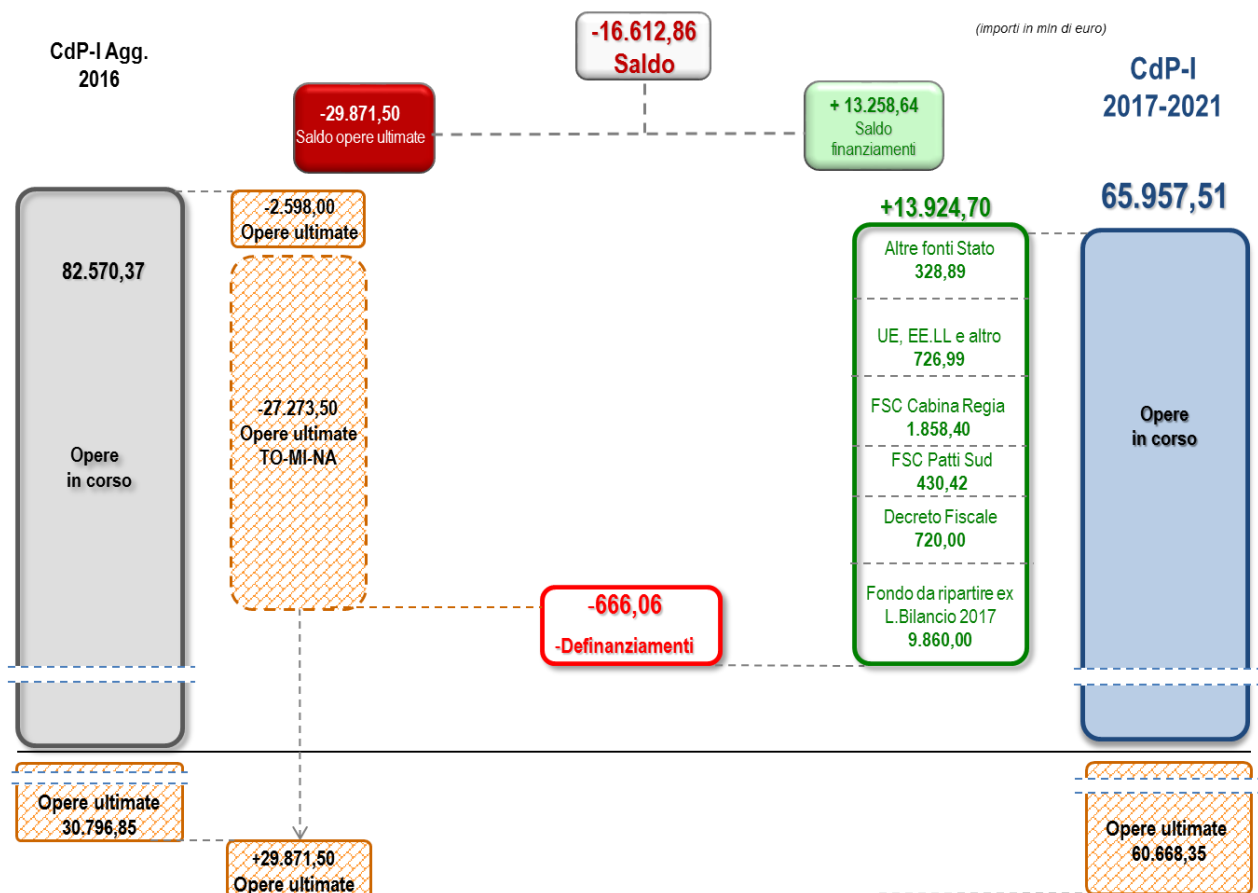 -16.612,86
Saldo
(importi in mln di euro)
CdP-I Agg.
2016
CdP-I
2017-2021
-29.871,50
Saldo opere ultimate
+ 13.258,64
Saldo
finanziamenti
-2.598,00
Opere ultimate
+13.924,70
65.957,51
82.570,37
Altre fonti Stato
328,89
UE, EE.LL e altro
726,99
-27.273,50
Opere ultimate
TO-MI-NA
FSC Cabina Regia
1.858,40
Opere
in corso
Opere
in corso
FSC Patti Sud
430,42
Decreto Fiscale
720,00
-666,06
-Definanziamenti
Fondo da ripartire ex
L.Bilancio 2017
9.860,00
Opere ultimate
30.796,85
Opere ultimate
60.668,35
+29.871,50
Opere ultimate